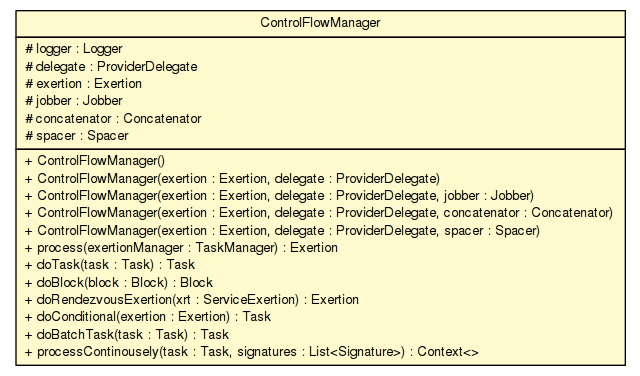 ControlFlowManager
# logger : Logger
# delegate : ProviderDelegate
# exertion : Exertion
# jobber : Jobber
# concatenator : Concatenator
# spacer : Spacer
+ ControlFlowManager()
+ ControlFlowManager(exertion : Exertion, delegate : ProviderDelegate)
+ ControlFlowManager(exertion : Exertion, delegate : ProviderDelegate, jobber : Jobber)
+ ControlFlowManager(exertion : Exertion, delegate : ProviderDelegate, concatenator : Concatenator)
+ ControlFlowManager(exertion : Exertion, delegate : ProviderDelegate, spacer : Spacer)
+ process(exertionManager : TaskManager) : Exertion
+ doTask(task : Task) : Task
+ doBlock(block : Block) : Block
+ doRendezvousExertion(xrt : ServiceExertion) : Exertion
+ doConditional(exertion : Exertion) : Task
+ doBatchTask(task : Task) : Task
+ processContinousely(task : Task, signatures : List<Signature>) : Context<>